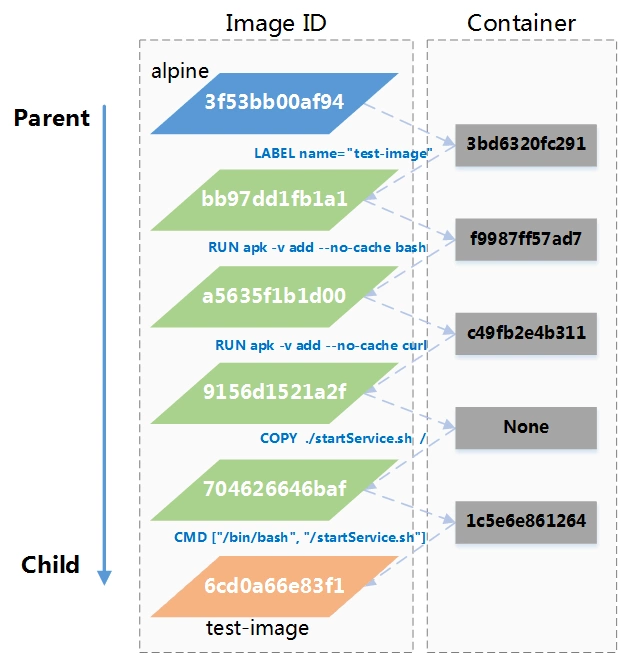 Image ID
Container
alpine
3f53bb00af94
Parent
3bd6320fc291
LABEL name="test-image"
bb97dd1fb1a1
f9987ff57ad7
RUN apk -v add --no-cache bash
a5635f1b1d00
c49fb2e4b311
RUN apk -v add --no-cache curl
9156d1521a2f
None
COPY ./startService.sh /
704626646baf
1c5e6e861264
CMD ["/bin/bash", "/startService.sh"]
Child
6cd0a66e83f1
test-image